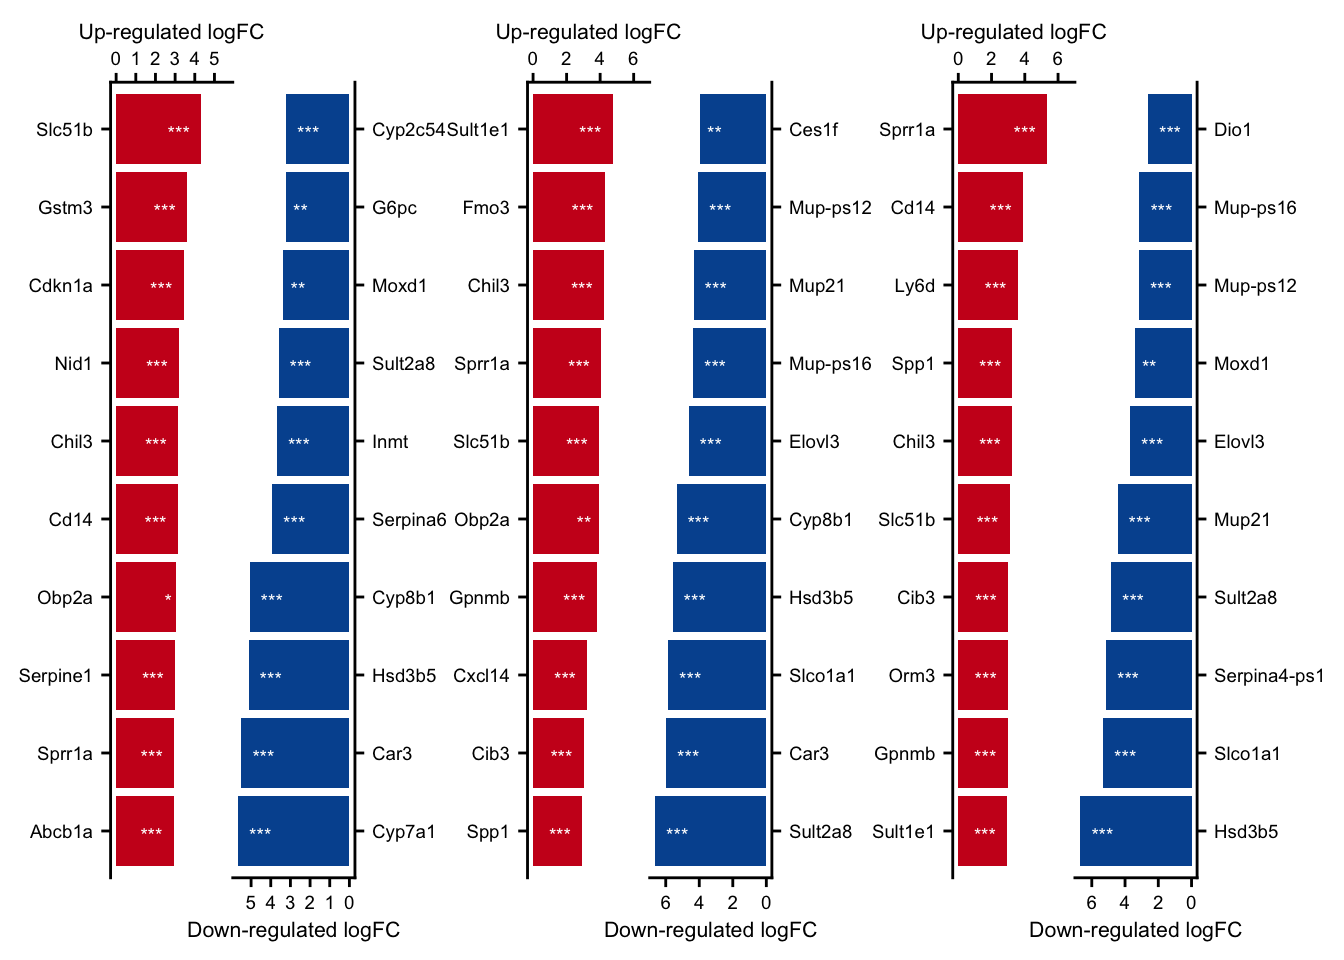 Up-regulated logFC Up-regulated logFC Up-regulated logFC
0 1 2 3 4 5 0 2 4 6 0 2 4 6
Slc51b *** *** Cyp2c54 Sult1e1 *** ** Ces1f Sprr1a *** *** Dio1
Gstm3 *** ** G6pc Fmo3 *** *** Mup-ps12 Cd14 *** *** Mup-ps16
Cdkn1a *** ** Moxd1 Chil3 *** *** Mup21 Ly6d *** *** Mup-ps12
Nid1 *** *** Sult2a8 Sprr1a *** *** Mup-ps16 Spp1 *** ** Moxd1
Chil3 *** *** Inmt Slc51b *** *** Elovl3 Chil3 *** *** Elovl3
Cd14 *** *** Serpina6 Obp2a ** *** Cyp8b1 Slc51b *** *** Mup21
Obp2a * *** Cyp8b1 Gpnmb *** *** Hsd3b5 Cib3 *** *** Sult2a8
Serpine1 *** *** Hsd3b5 Cxcl14 *** *** Slco1a1 Orm3 *** *** Serpina4-ps1
Sprr1a *** *** Car3 Cib3 *** *** Car3 Gpnmb *** *** Slco1a1
Abcb1a *** *** Cyp7a1 Spp1 *** *** Sult2a8 Sult1e1 *** *** Hsd3b5
5 4 3 2 1 0 6 4 2 0 6 4 2 0
Down-regulated logFC Down-regulated logFC Down-regulated logFC